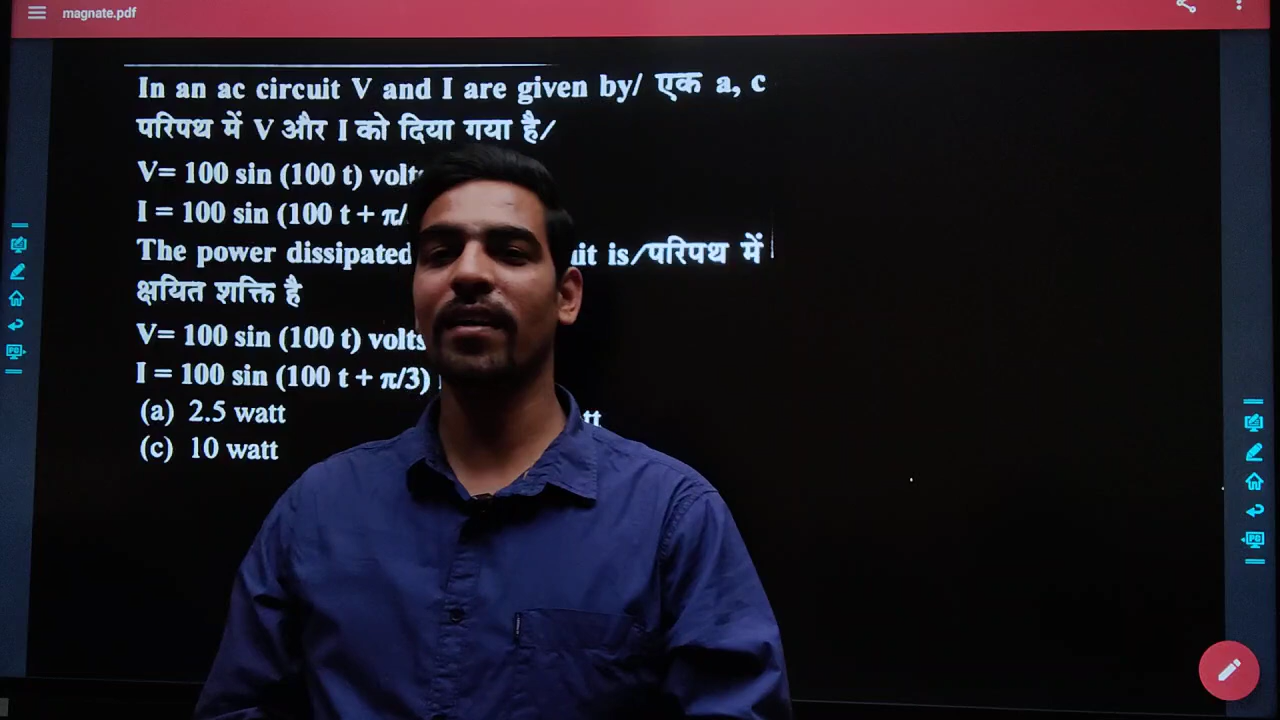 magnate.pdf
In an ac circuit V and I are given by/ एक a, c
परिपथ में V और I को दिया गया है/
V= 100 sin (100 t)
I = 100 sin (100 t + π/
The power dissipated is/परिपथ में
क्षयित शक्ति है
V= 100 sin (100 t) volts
I = 100 sin (100 t + π/3)
(a) 2.5 watt
(c) 10 watt